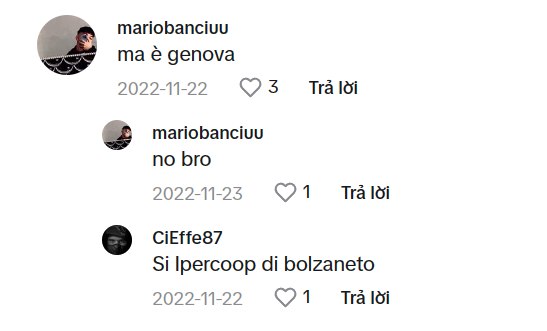 mariobanciuu
ma è genova
2022-11-22 3 Trả lời
mariobanciuu
no bro
2022-11-23 1 Trả lời
CiEffe87
Si Ipercoop di bolzaneto
2022-11-22 1 Trả lời